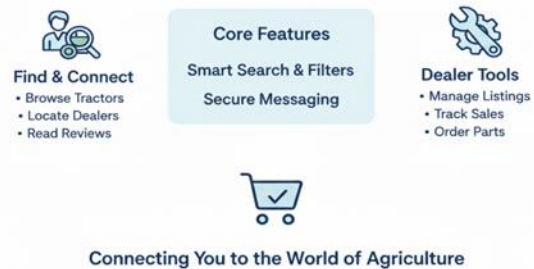 Find & Connect
• Browse Tractors
• Locate Dealers
• Read Reviews
Core Features
Smart Search & Filters
Secure Messaging
Dealer Tools
• Manage Listings
• Track Sales
• Order Parts
Connecting You to the World of Agriculture